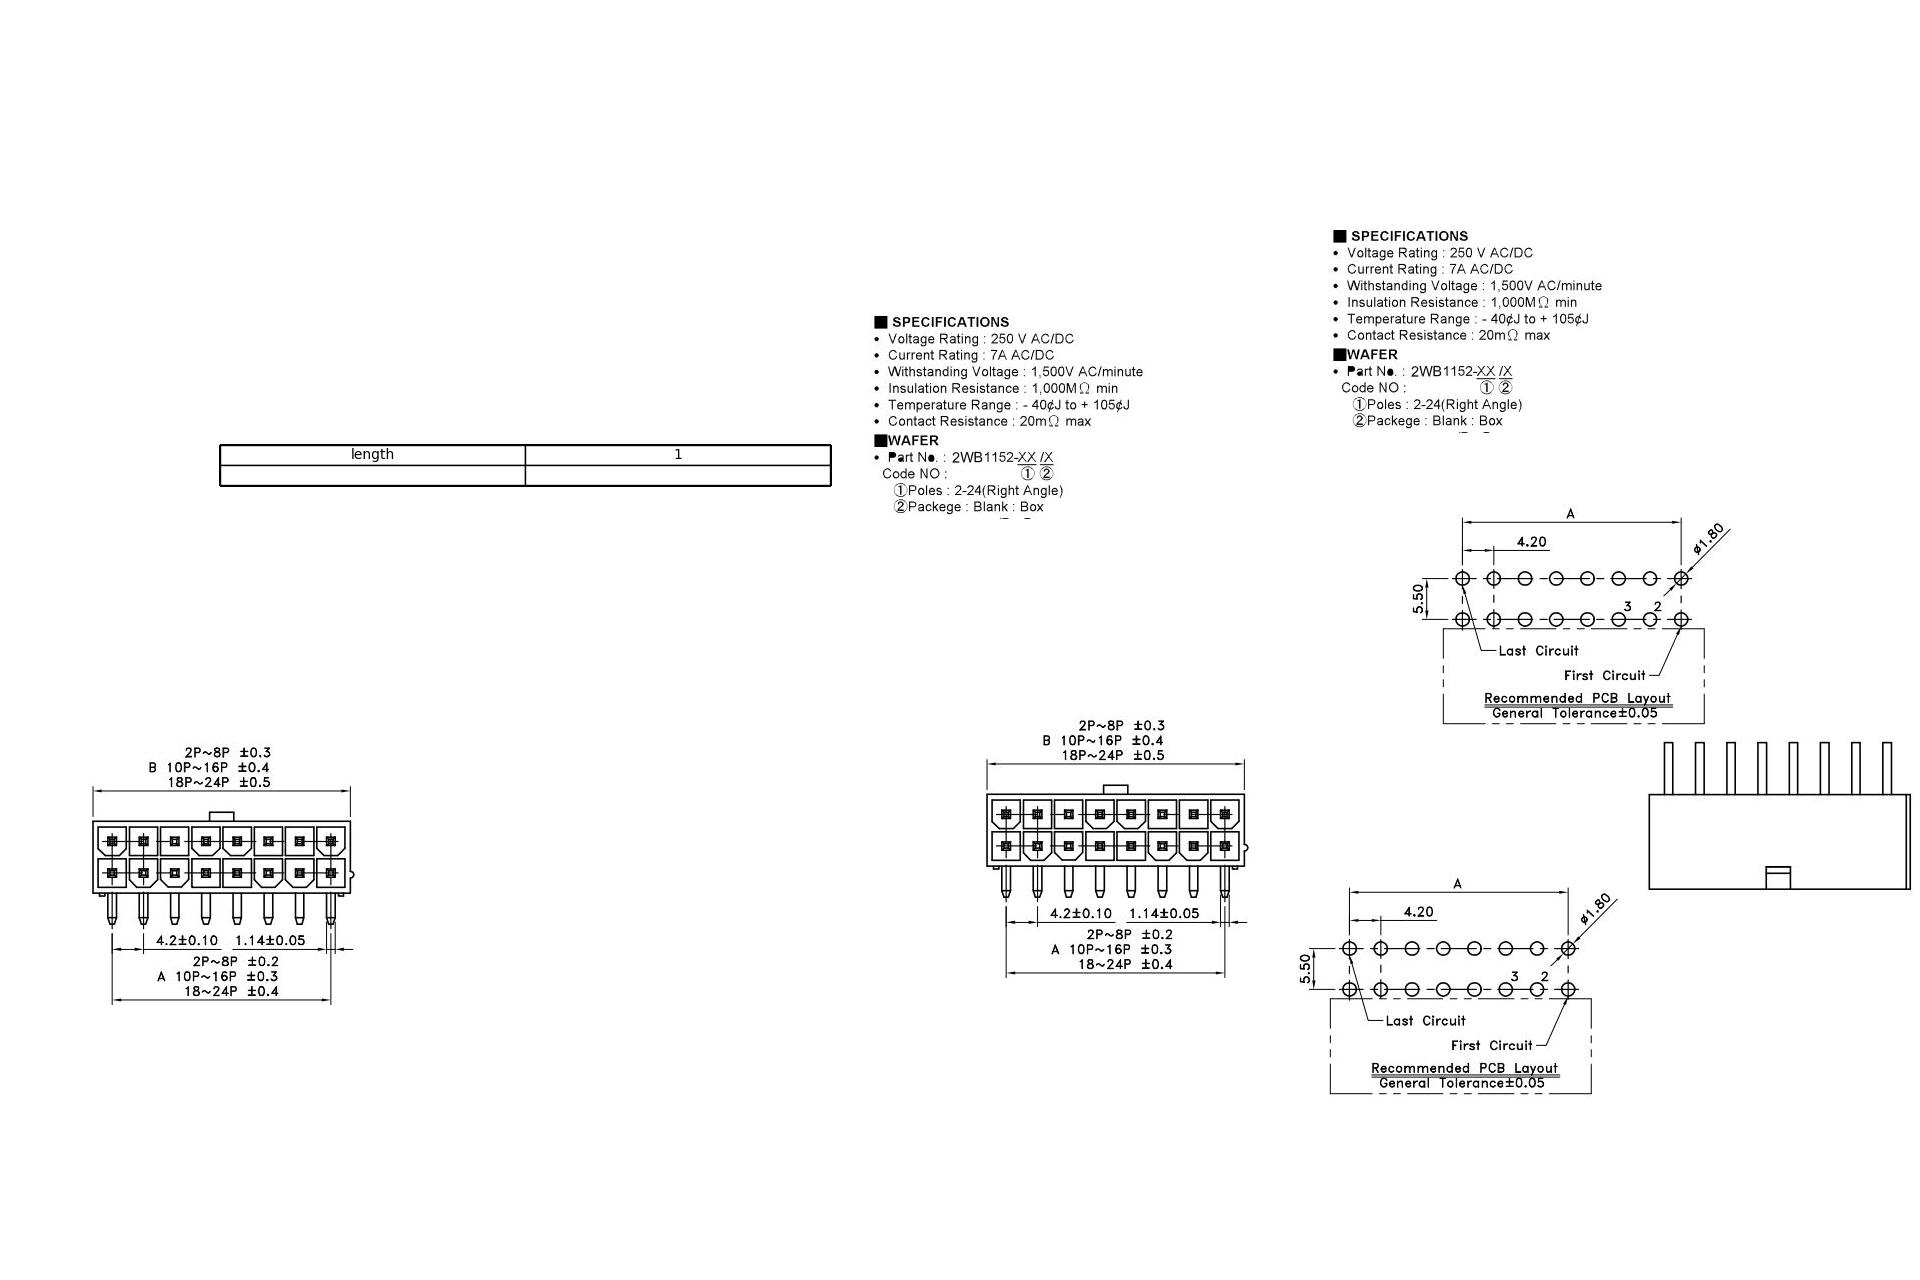 ■ SPECIFICATIONS
• Voltage Rating : 250 V AC/DC
• Current Rating : 7A AC/DC
• Withstanding Voltage : 1,500V AC/minute
• Insulation Resistance : 1,000MΩ min
• Temperature Range : - 40¢J to + 105¢J
• Contact Resistance : 20mΩ max
■WAFER
• Part No. : 2WB1152-XX /X
Code NO : ① ②
①Poles : 2-24(Right Angle)
②Packege : Blank : Box
■ SPECIFICATIONS
• Voltage Rating : 250 V AC/DC
• Current Rating : 7A AC/DC
• Withstanding Voltage : 1,500V AC/minute
• Insulation Resistance : 1,000MΩ min
• Temperature Range : - 40¢J to + 105¢J
• Contact Resistance : 20mΩ max
■WAFER
• Part No. : 2WB1152-XX /X
Code NO : ① ②
①Poles : 2-24(Right Angle)
②Packege : Blank : Box
length 1
A
4.20
ø1.80
5.50
3 2
Last Circuit
First Circuit
Recommended PCB Layout
General Tolerance±0.05
2P~8P ±0.3
B 10P~16P ±0.4
18P~24P ±0.5
4.2±0.10 1.14±0.05
2P~8P ±0.2
A 10P~16P ±0.3
18~24P ±0.4
2P~8P ±0.3
B 10P~16P ±0.4
18P~24P ±0.5
4.2±0.10 1.14±0.05
2P~8P ±0.2
A 10P~16P ±0.3
18~24P ±0.4
A
4.20
ø1.80
5.50
3 2
Last Circuit
First Circuit
Recommended PCB Layout
General Tolerance±0.05